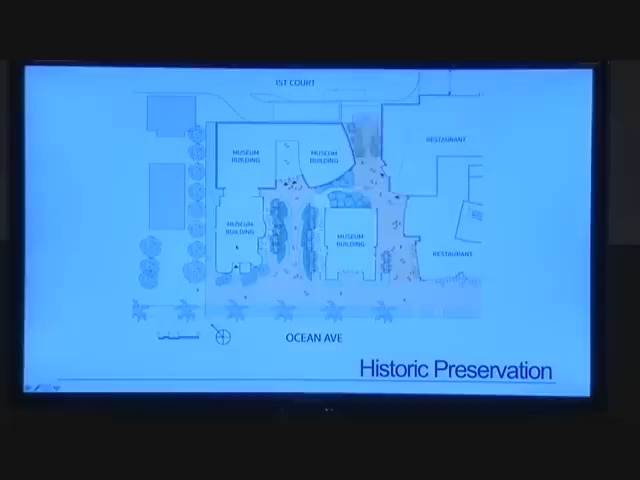 1ST COURT
MUSEUM
BUILDING
MUSEUM
BUILDING
RESTAURANT
MUSEUM
BUILDING
MUSEUM
BUILDING
RESTAURANT
OCEAN AVE
Historic Preservation